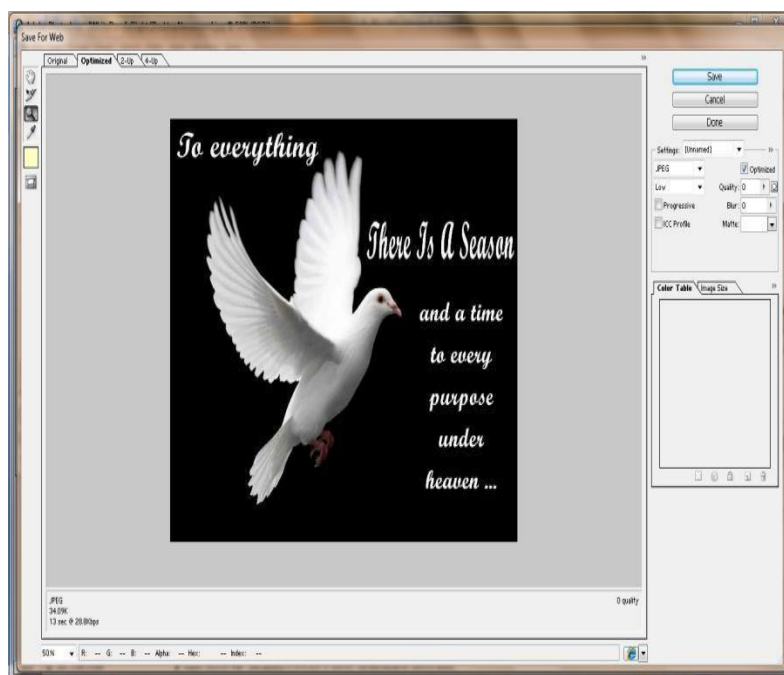 Save For Web
Original Optimized 2-Up 4-Up
Save
Cancel
Done
Settings: [Unnamed]
JPEG
Optimized
Low
Quality: 0
Progressive
Blur: 0
ICC Profile
Matte:
Color Table Image Size
To everything
There Is A Season
and a time
to every
purpose
under
heaven ...
JPEG
34.09K
13 sec @ 28.8Kbps
0 quality
50% R: -- G: -- B: -- Alpha: -- Hex: -- Index: --